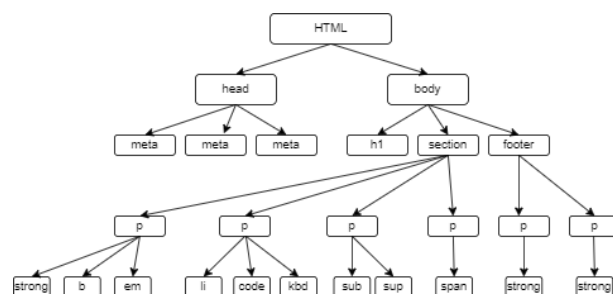 HTML
head body
meta meta meta h1 section footer
p p p p p p
strong b em li code kbd sub sup span strong strong